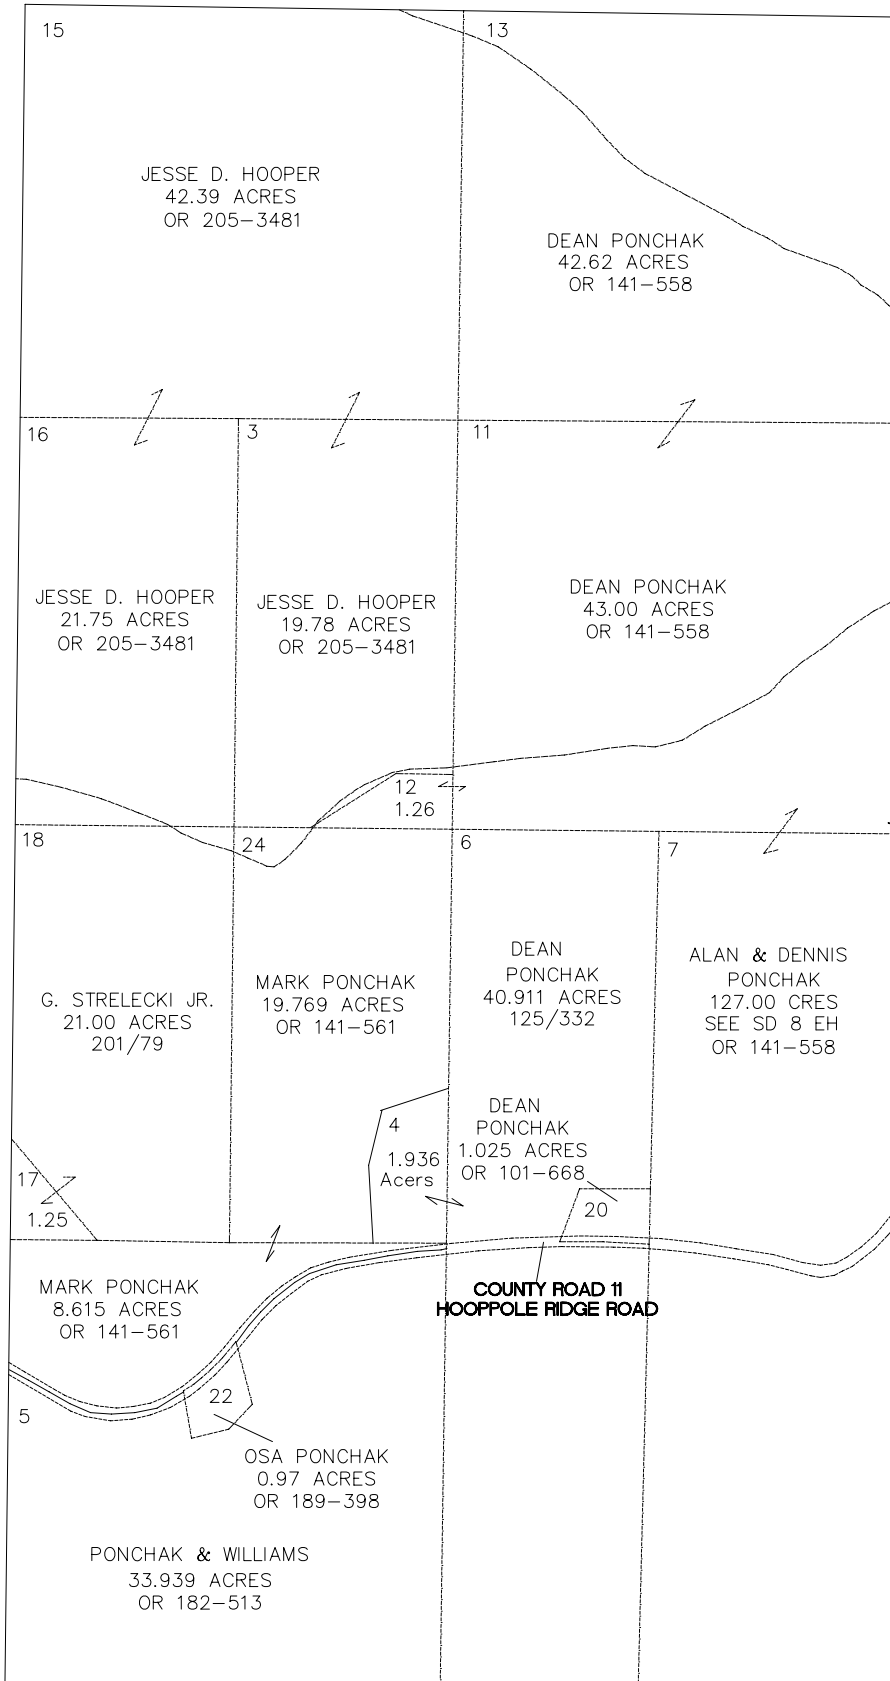 15
13
JESSE D. HOOPER
42.39 ACRES
OR 205-3481
DEAN PONCHAK
42.62 ACRES
OR 141-558
16
3
11
JESSE D. HOOPER
21.75 ACRES
OR 205-3481
JESSE D. HOOPER
19.78 ACRES
OR 205-3481
DEAN PONCHAK
43.00 ACRES
OR 141-558
12
1.26
18
24
6
7
G. STRELECKI JR.
21.00 ACRES
201/79
MARK PONCHAK
19.769 ACRES
OR 141-561
DEAN
PONCHAK
40.911 ACRES
125/332
ALAN & DENNIS
PONCHAK
127.00 CRES
SEE SD 8 EH
OR 141-558
4
1.936
Acers
DEAN
PONCHAK
1.025 ACRES
OR 101-668
17
1.25
20
MARK PONCHAK
8.615 ACRES
OR 141-561
COUNTY ROAD 11
HOOPPOLE RIDGE ROAD
5
22
OSA PONCHAK
0.97 ACRES
OR 189-398
PONCHAK & WILLIAMS
33.939 ACRES
OR 182-513